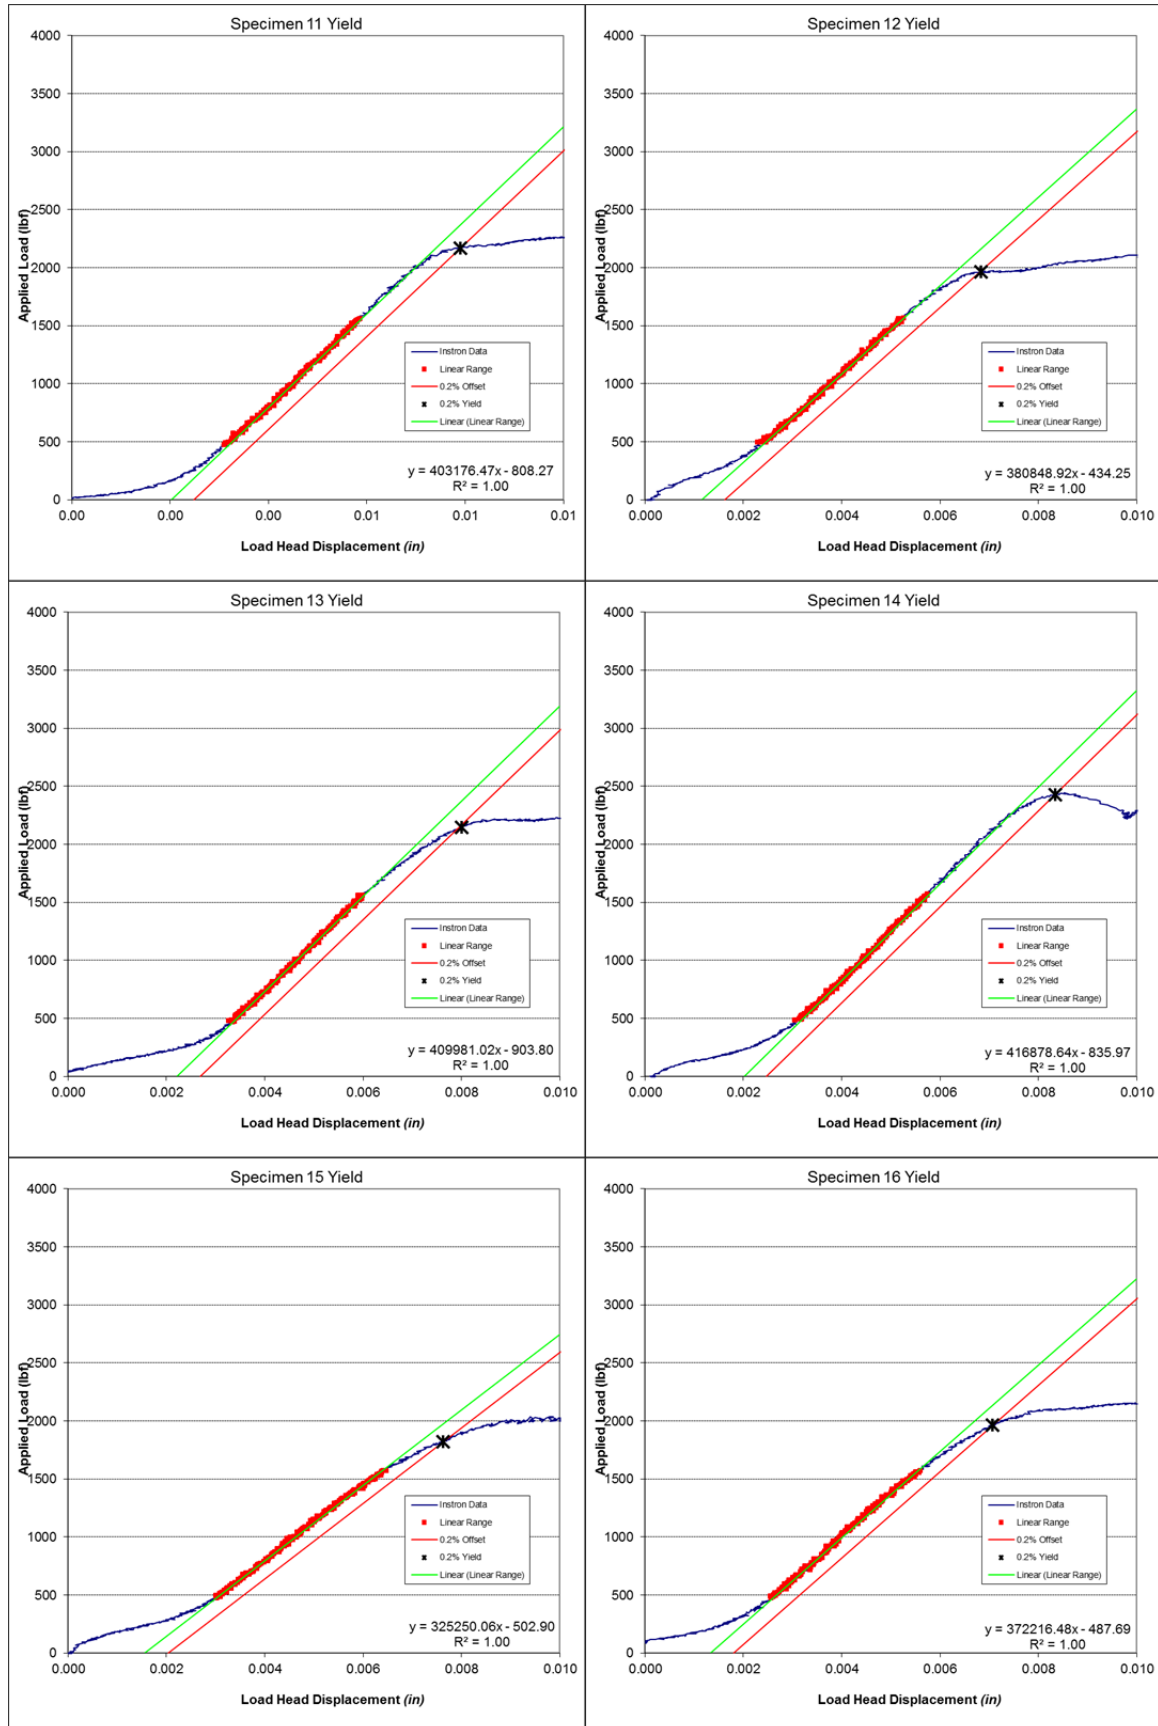 Specimen 11 Yield
4000
3500
3000
2500
2000
1500
1000
500
0
Applied Load (lbf)
Instron Data
Linear Range
0.2% Offset
0.2% Yield
Linear (Linear Range)
y = 403176.47x - 808.27
R² = 1.00
0.00 0.00 0.00 0.01 0.01 0.01
Load Head Displacement (in)
Specimen 12 Yield
4000
3500
3000
2500
2000
1500
1000
500
0
Applied Load (lbf)
Instron Data
Linear Range
0.2% Offset
0.2% Yield
Linear (Linear Range)
y = 380848.92x - 434.25
R² = 1.00
0.000 0.002 0.004 0.006 0.008 0.010
Load Head Displacement (in)
Specimen 13 Yield
4000
3500
3000
2500
2000
1500
1000
500
0
Applied Load (lbf)
Instron Data
Linear Range
0.2% Offset
0.2% Yield
Linear (Linear Range)
y = 409981.02x - 903.80
R² = 1.00
0.000 0.002 0.004 0.006 0.008 0.010
Load Head Displacement (in)
Specimen 14 Yield
4000
3500
3000
2500
2000
1500
1000
500
0
Applied Load (lbf)
Instron Data
Linear Range
0.2% Offset
0.2% Yield
Linear (Linear Range)
y = 416878.64x - 835.97
R² = 1.00
0.000 0.002 0.004 0.006 0.008 0.010
Load Head Displacement (in)
Specimen 15 Yield
4000
3500
3000
2500
2000
1500
1000
500
0
Applied Load (lbf)
Instron Data
Linear Range
0.2% Offset
0.2% Yield
Linear (Linear Range)
y = 325250.06x - 502.90
R² = 1.00
0.000 0.002 0.004 0.006 0.008 0.010
Load Head Displacement (in)
Specimen 16 Yield
4000
3500
3000
2500
2000
1500
1000
500
0
Applied Load (lbf)
Instron Data
Linear Range
0.2% Offset
0.2% Yield
Linear (Linear Range)
y = 372216.48x - 487.69
R² = 1.00
0.000 0.002 0.004 0.006 0.008 0.010
Load Head Displacement (in)